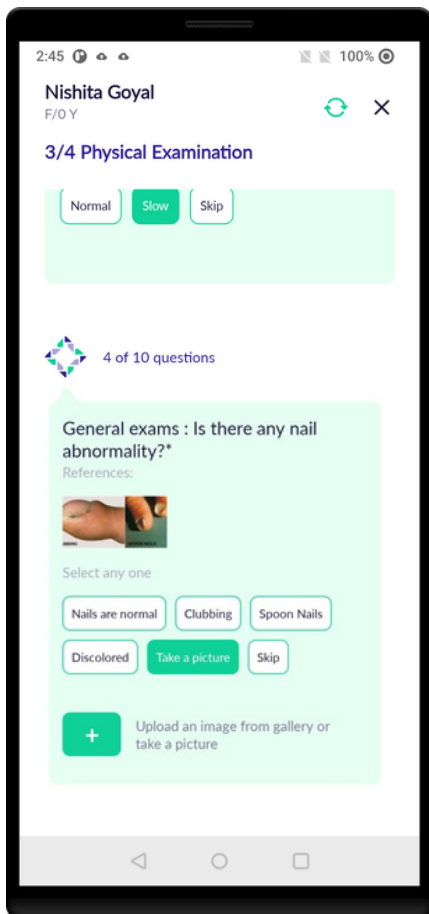 2:45
100%
Nishita Goyal
F/0 Y
3/4 Physical Examination
Normal
Slow
Skip
4 of 10 questions
General exams : Is there any nail
abnormality?*
References:
Select any one
Nails are normal
Clubbing
Spoon Nails
Discolored
Take a picture
Skip
+
Upload an image from gallery or
take a picture